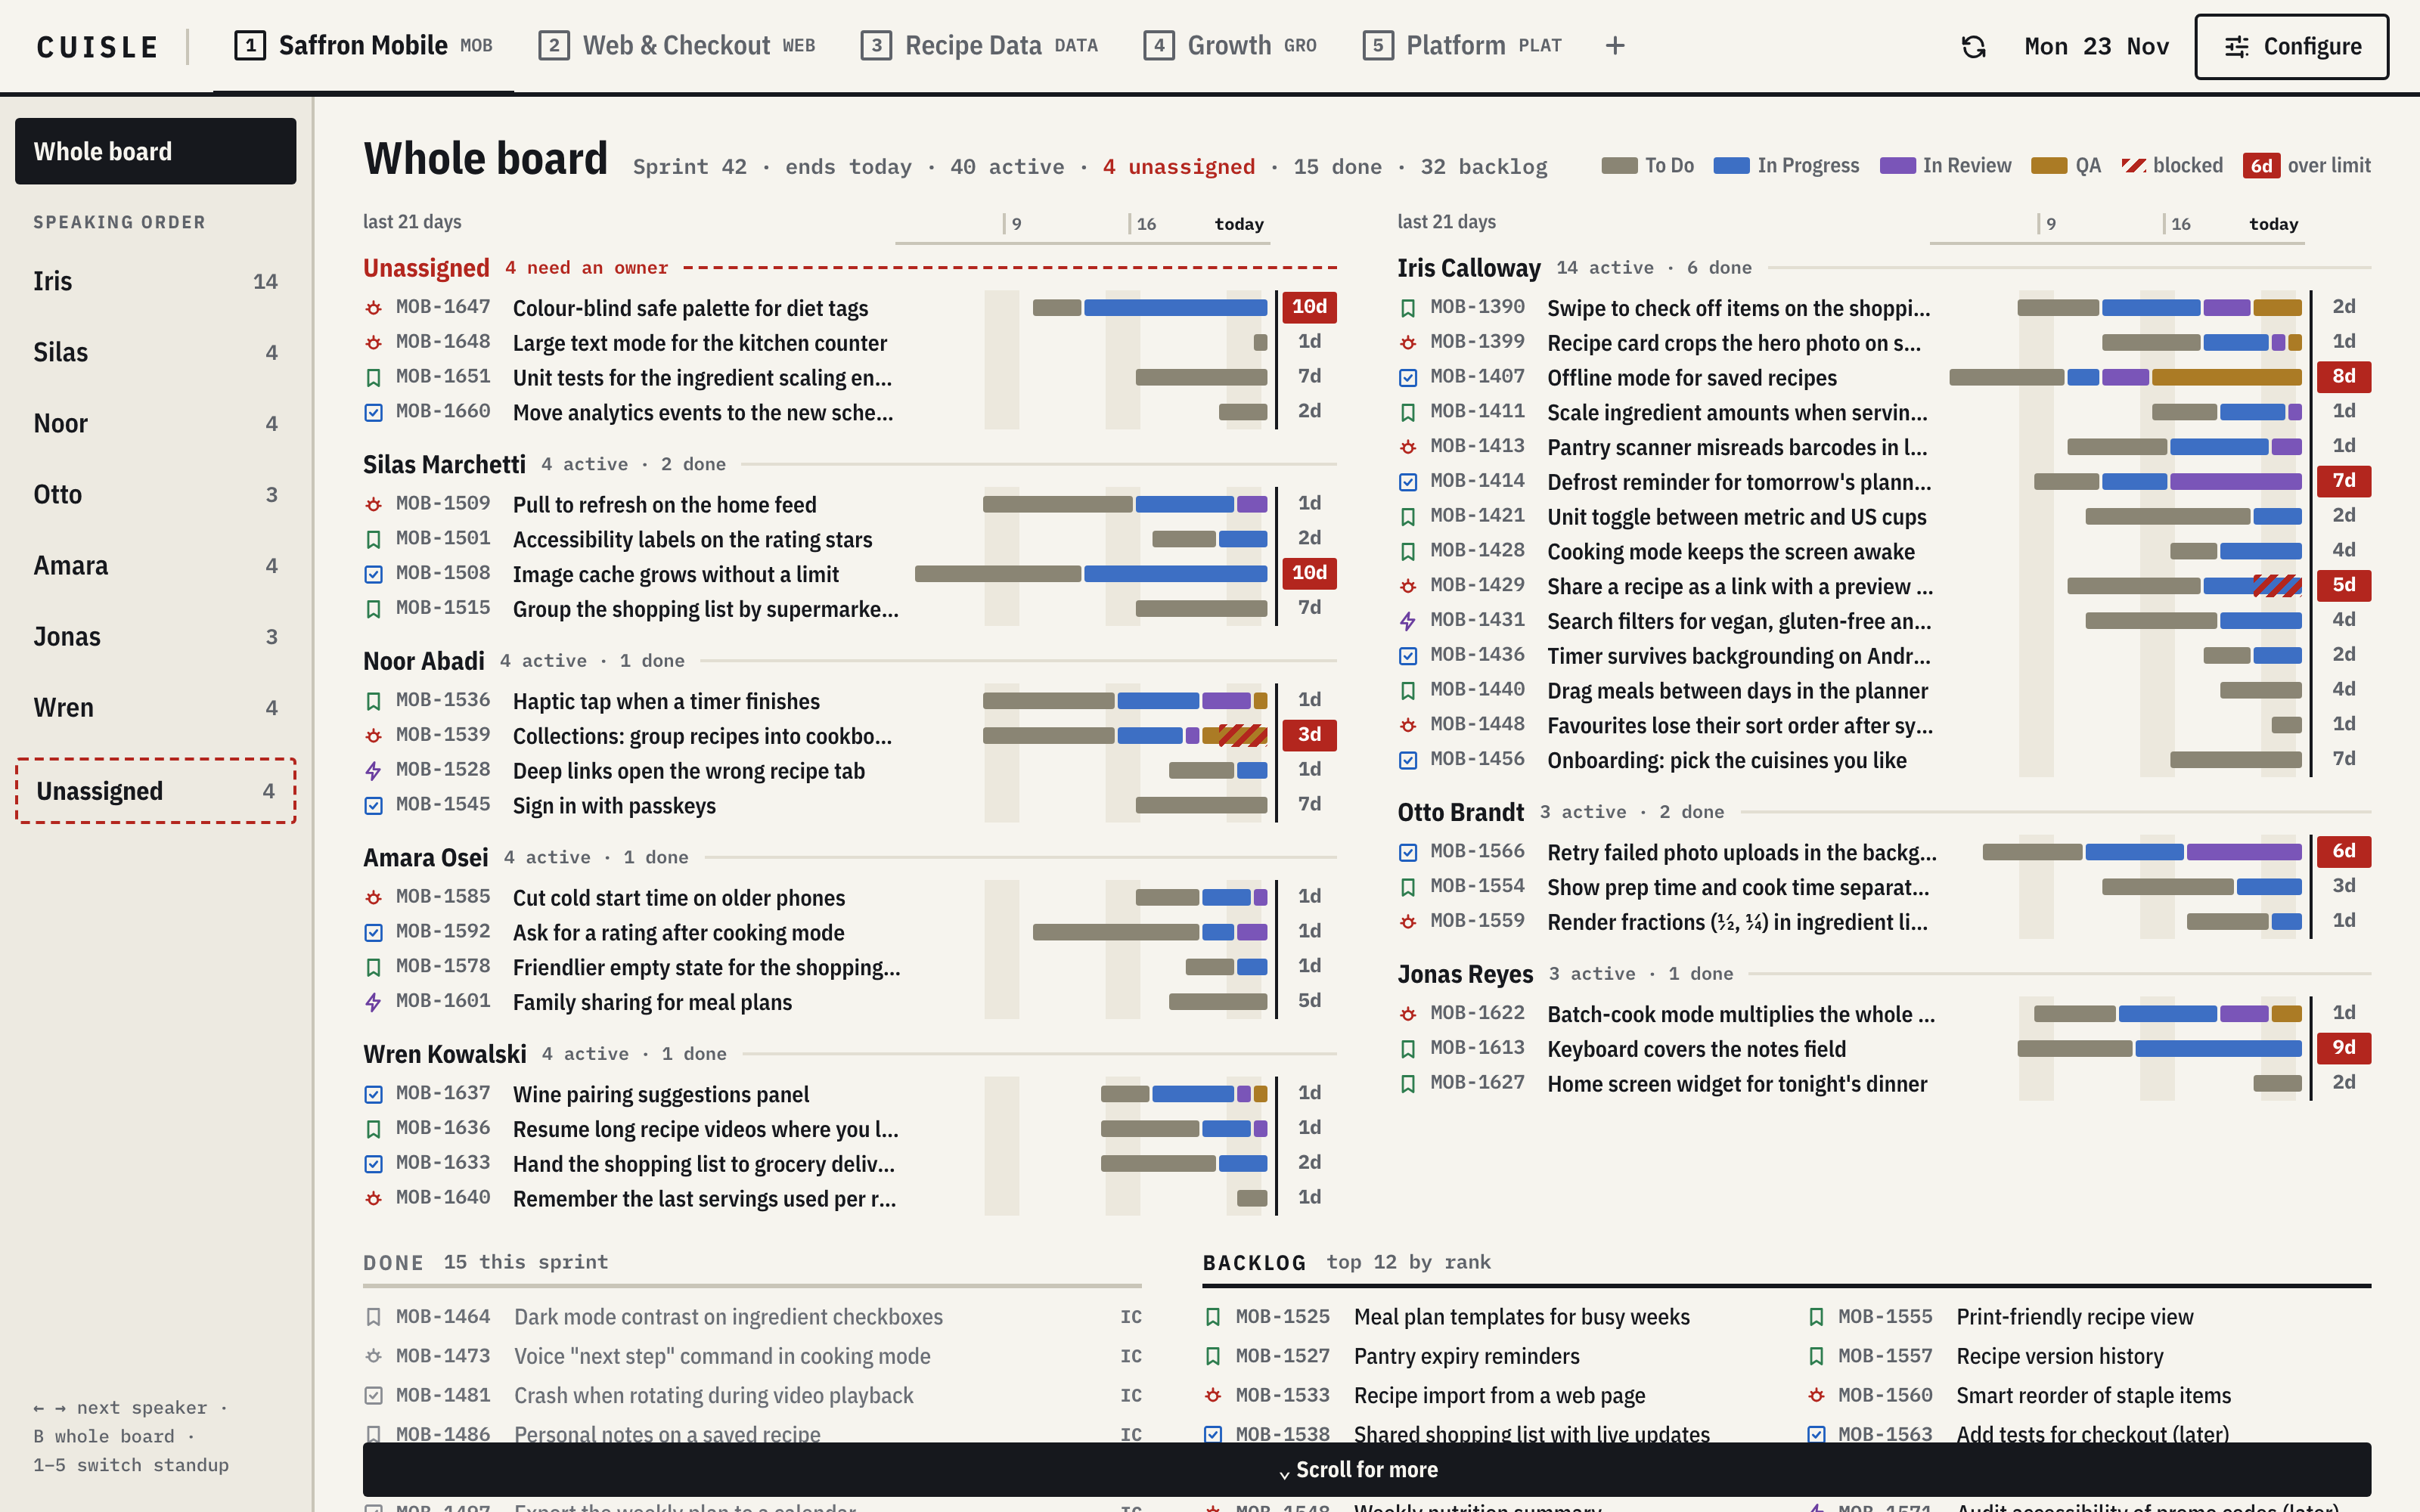 CUISLE
1 Saffron Mobile MOB
2 Web & Checkout WEB
3 Recipe Data DATA
4 Growth GRO
5 Platform PLAT
+
Mon 23 Nov
Configure
Whole board
SPEAKING ORDER
Iris 14
Silas 4
Noor 4
Otto 3
Amara 4
Jonas 3
Wren 4
Unassigned 4
← → next speaker ·
B whole board ·
1–5 switch standup
Whole board Sprint 42 · ends today · 40 active · 4 unassigned · 15 done · 32 backlog
To Do In Progress In Review QA blocked 6d over limit
last 21 days 9 16 today
Unassigned 4 need an owner
MOB-1647 Colour-blind safe palette for diet tags 10d
MOB-1648 Large text mode for the kitchen counter 1d
MOB-1651 Unit tests for the ingredient scaling en... 7d
MOB-1660 Move analytics events to the new sche... 2d
Silas Marchetti 4 active · 2 done
MOB-1509 Pull to refresh on the home feed 1d
MOB-1501 Accessibility labels on the rating stars 2d
MOB-1508 Image cache grows without a limit 10d
MOB-1515 Group the shopping list by supermarke... 7d
Noor Abadi 4 active · 1 done
MOB-1536 Haptic tap when a timer finishes 1d
MOB-1539 Collections: group recipes into cookbo... 3d
MOB-1528 Deep links open the wrong recipe tab 1d
MOB-1545 Sign in with passkeys 7d
Amara Osei 4 active · 1 done
MOB-1585 Cut cold start time on older phones 1d
MOB-1592 Ask for a rating after cooking mode 1d
MOB-1578 Friendlier empty state for the shopping... 1d
MOB-1601 Family sharing for meal plans 5d
Wren Kowalski 4 active · 1 done
MOB-1637 Wine pairing suggestions panel 1d
MOB-1636 Resume long recipe videos where you l... 1d
MOB-1633 Hand the shopping list to grocery deliv... 2d
MOB-1640 Remember the last servings used per r... 1d
last 21 days 9 16 today
Iris Calloway 14 active · 6 done
MOB-1390 Swipe to check off items on the shoppi... 2d
MOB-1399 Recipe card crops the hero photo on s... 1d
MOB-1407 Offline mode for saved recipes 8d
MOB-1411 Scale ingredient amounts when servin... 1d
MOB-1413 Pantry scanner misreads barcodes in l... 1d
MOB-1414 Defrost reminder for tomorrow's plann... 7d
MOB-1421 Unit toggle between metric and US cups 2d
MOB-1428 Cooking mode keeps the screen awake 4d
MOB-1429 Share a recipe as a link with a preview ... 5d
MOB-1431 Search filters for vegan, gluten-free an... 4d
MOB-1436 Timer survives backgrounding on Andr... 2d
MOB-1440 Drag meals between days in the planner 4d
MOB-1448 Favourites lose their sort order after sy... 1d
MOB-1456 Onboarding: pick the cuisines you like 7d
Otto Brandt 3 active · 2 done
MOB-1566 Retry failed photo uploads in the backg... 6d
MOB-1554 Show prep time and cook time separat... 3d
MOB-1559 Render fractions (½, ¼) in ingredient li... 1d
Jonas Reyes 3 active · 1 done
MOB-1622 Batch-cook mode multiplies the whole ... 1d
MOB-1613 Keyboard covers the notes field 9d
MOB-1627 Home screen widget for tonight's dinner 2d
DONE 15 this sprint
MOB-1464 Dark mode contrast on ingredient checkboxes IC
MOB-1473 Voice "next step" command in cooking mode IC
MOB-1481 Crash when rotating during video playback IC
MOB-1486 Personal notes on a saved recipe IC
BACKLOG top 12 by rank
MOB-1525 Meal plan templates for busy weeks
MOB-1527 Pantry expiry reminders
MOB-1533 Recipe import from a web page
MOB-1538 Shared shopping list with live updates
MOB-1555 Print-friendly recipe view
MOB-1557 Recipe version history
MOB-1560 Smart reorder of staple items
MOB-1563 Add tests for checkout (later)
Scroll for more